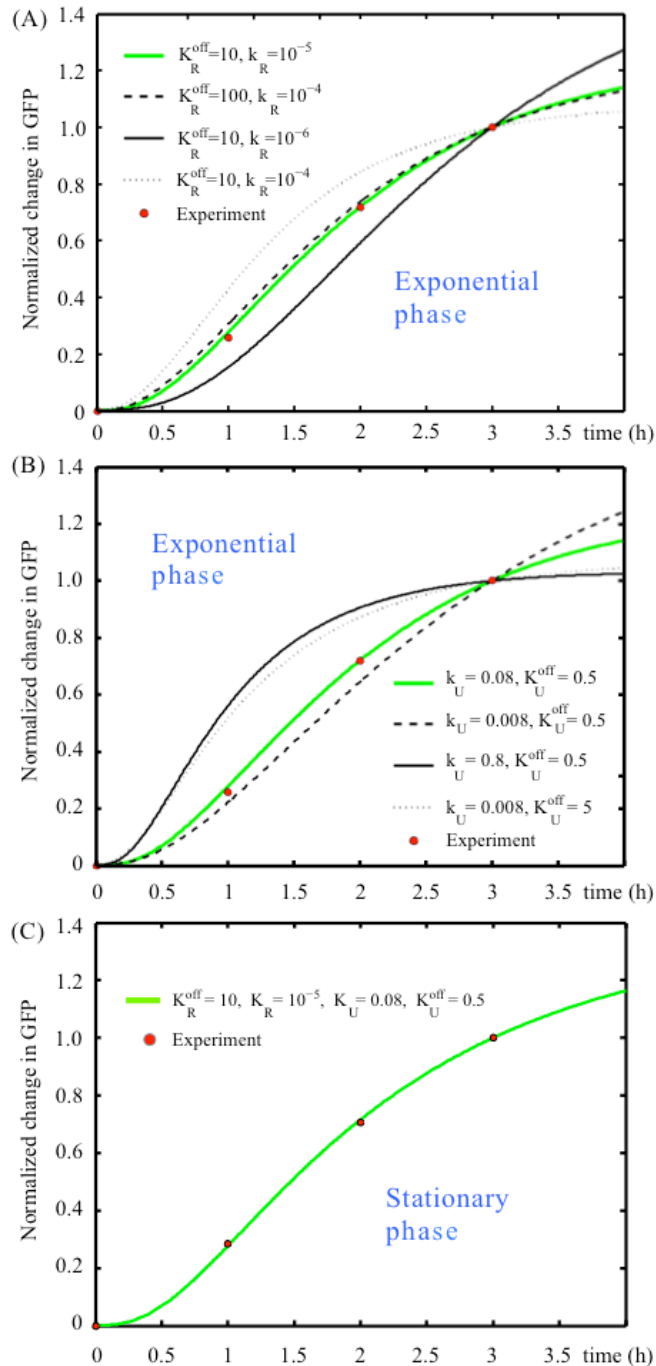 (A)
1.4
1.2
1.0
0.8
0.6
0.4
0.2
0
Normalized change in GFP
K_R^off=10, k_R=10^−5
K_R^off=100, k_R=10^−4
K_R^off=10, k_R=10^−6
K_R^off=10, k_R=10^−4
Experiment
Exponential
phase
0 0.5 1 1.5 2 2.5 3 3.5 time (h)
(B)
1.4
1.2
1.0
0.8
0.6
0.4
0.2
0
Normalized change in GFP
Exponential
phase
k_U = 0.08, K_U^off = 0.5
k_U = 0.008, K_U^off = 0.5
k_U = 0.8, K_U^off = 0.5
k_U = 0.008, K_U^off = 5
Experiment
0 0.5 1 1.5 2 2.5 3 3.5 time (h)
(C)
1.4
1.2
1.0
0.8
0.6
0.4
0.2
0
Normalized change in GFP
K_R^off = 10, K_R = 10^−5, K_U = 0.08, K_U^off = 0.5
Experiment
Stationary
phase
0 0.5 1 1.5 2 2.5 3 3.5 time (h)